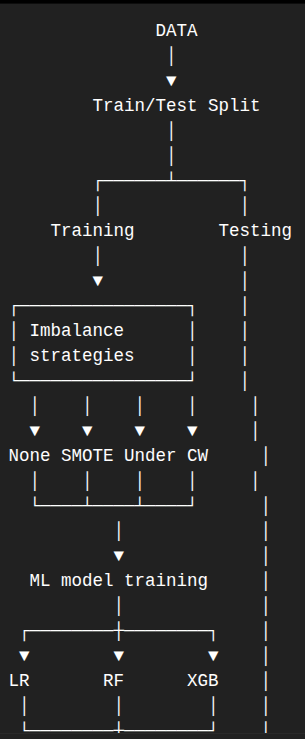 DATA
Train/Test Split
Training Testing
Imbalance
strategies
None SMOTE Under CW
ML model training
LR RF XGB